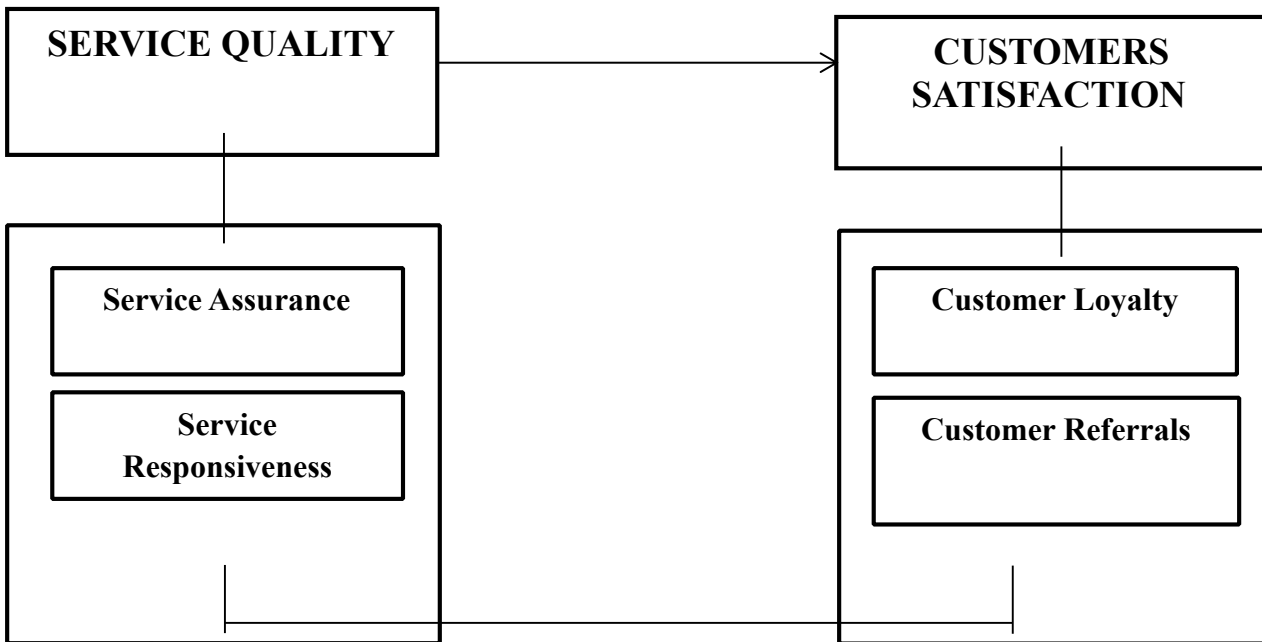 SERVICE QUALITY
CUSTOMERS
SATISFACTION
Service Assurance
Service
Responsiveness
Customer Loyalty
Customer Referrals